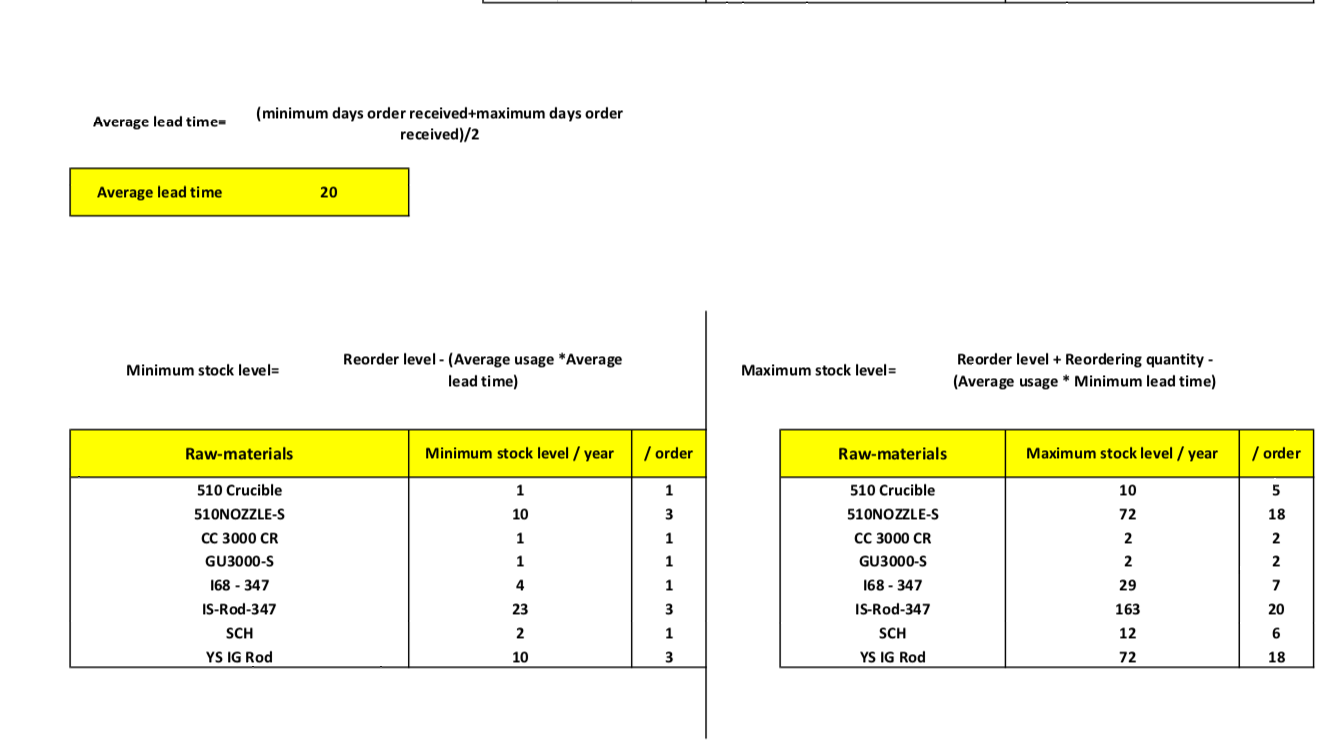 Average lead time=
(minimum days order received+maximum days order
received)/2
Average lead time 20
Minimum stock level=
Reorder level - (Average usage *Average
lead time)
Raw-materials Minimum stock level / year / order
510 Crucible 1 1
510NOZZLE-S 10 3
CC 3000 CR 1 1
GU3000-S 1 1
I68 - 347 4 1
IS-Rod-347 23 3
SCH 2 1
YS IG Rod 10 3
Maximum stock level=
Reorder level + Reordering quantity -
(Average usage * Minimum lead time)
Raw-materials Maximum stock level / year / order
510 Crucible 10 5
510NOZZLE-S 72 18
CC 3000 CR 2 2
GU3000-S 2 2
I68 - 347 29 7
IS-Rod-347 163 20
SCH 12 6
YS IG Rod 72 18